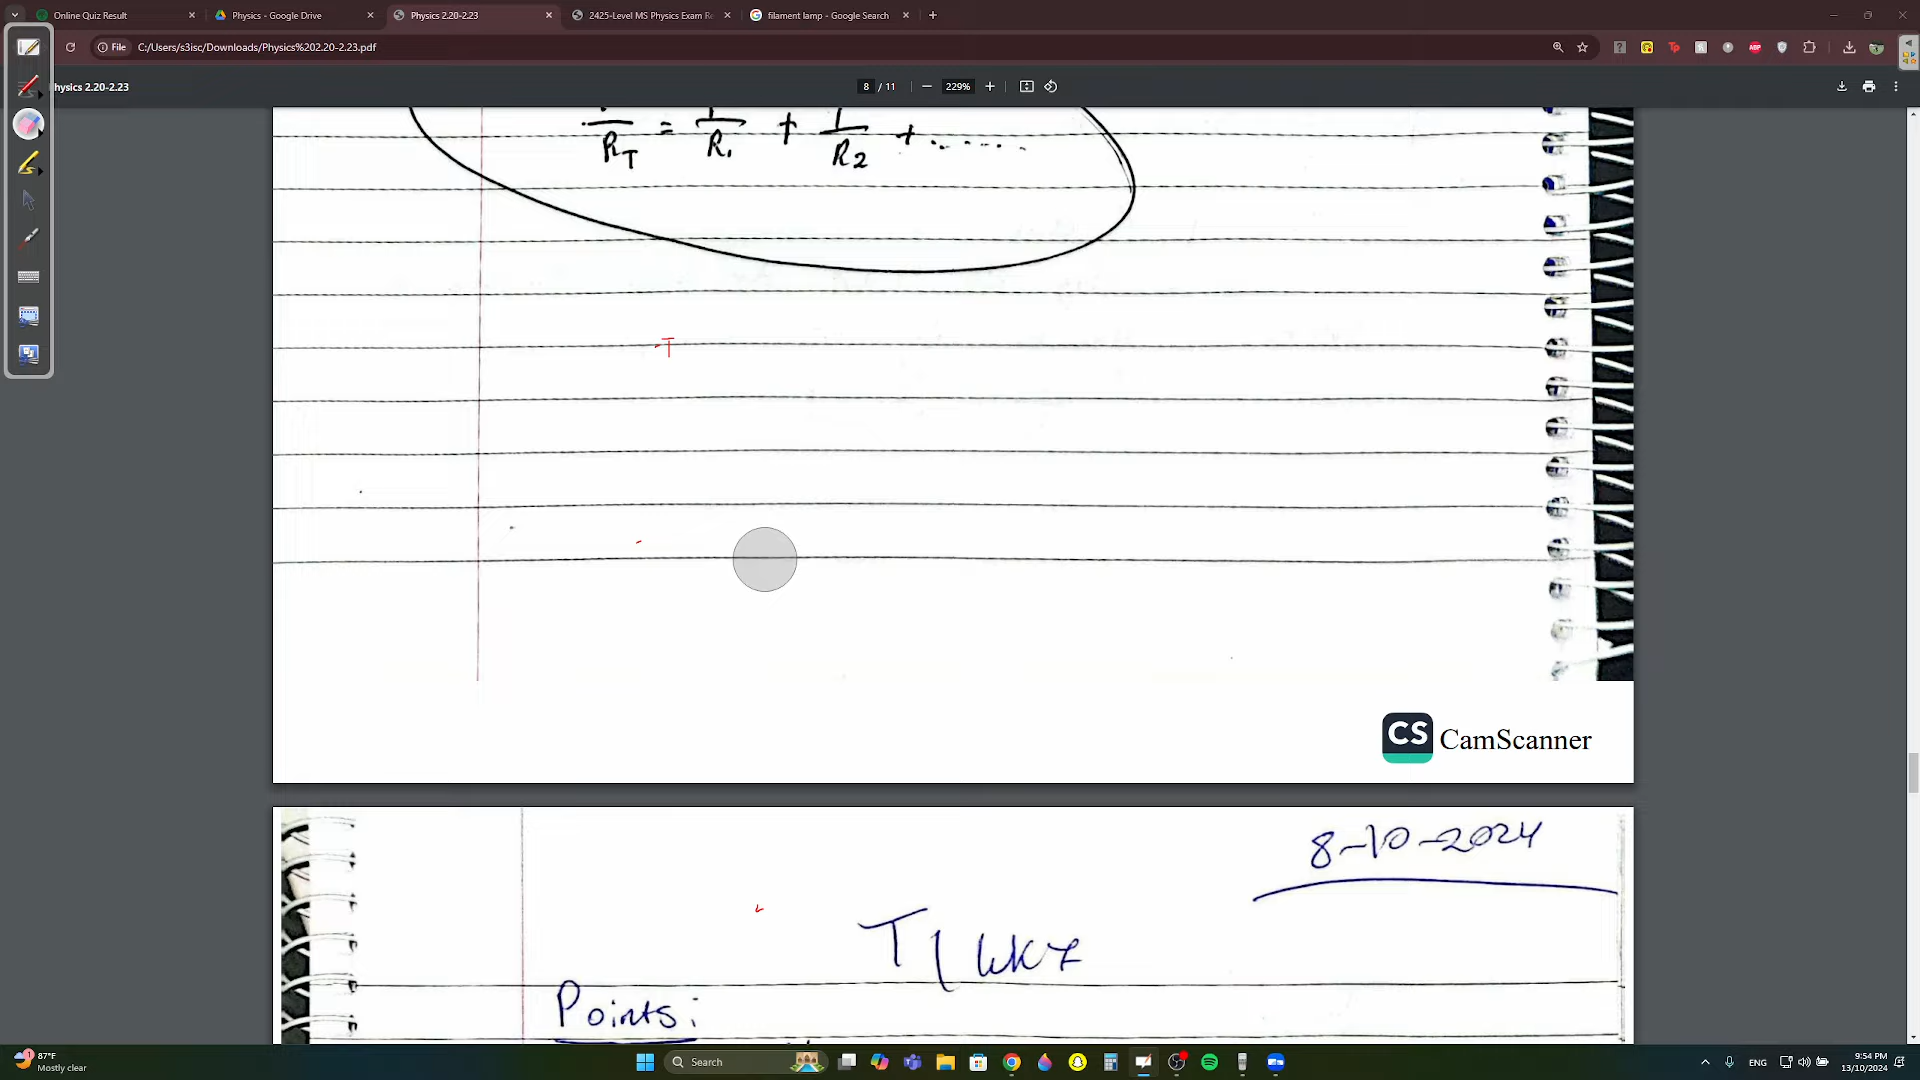 Online Quiz Result
Physics - Google Drive
Physics 2.20-2.23
2425-Level MS Physics Exam Re
filament lamp - Google Search
File
C:/Users/s3isc/Downloads/Physics%202.20-2.23.pdf
hysics 2.20-2.23
8 / 11
229%
1/RT = 1/R1 + 1/R2 + ......
-T
CS CamScanner
8-10-2024
T1 WK7
Points:
87°F
Mostly clear
Search
ENG
9:54 PM
13/10/2024